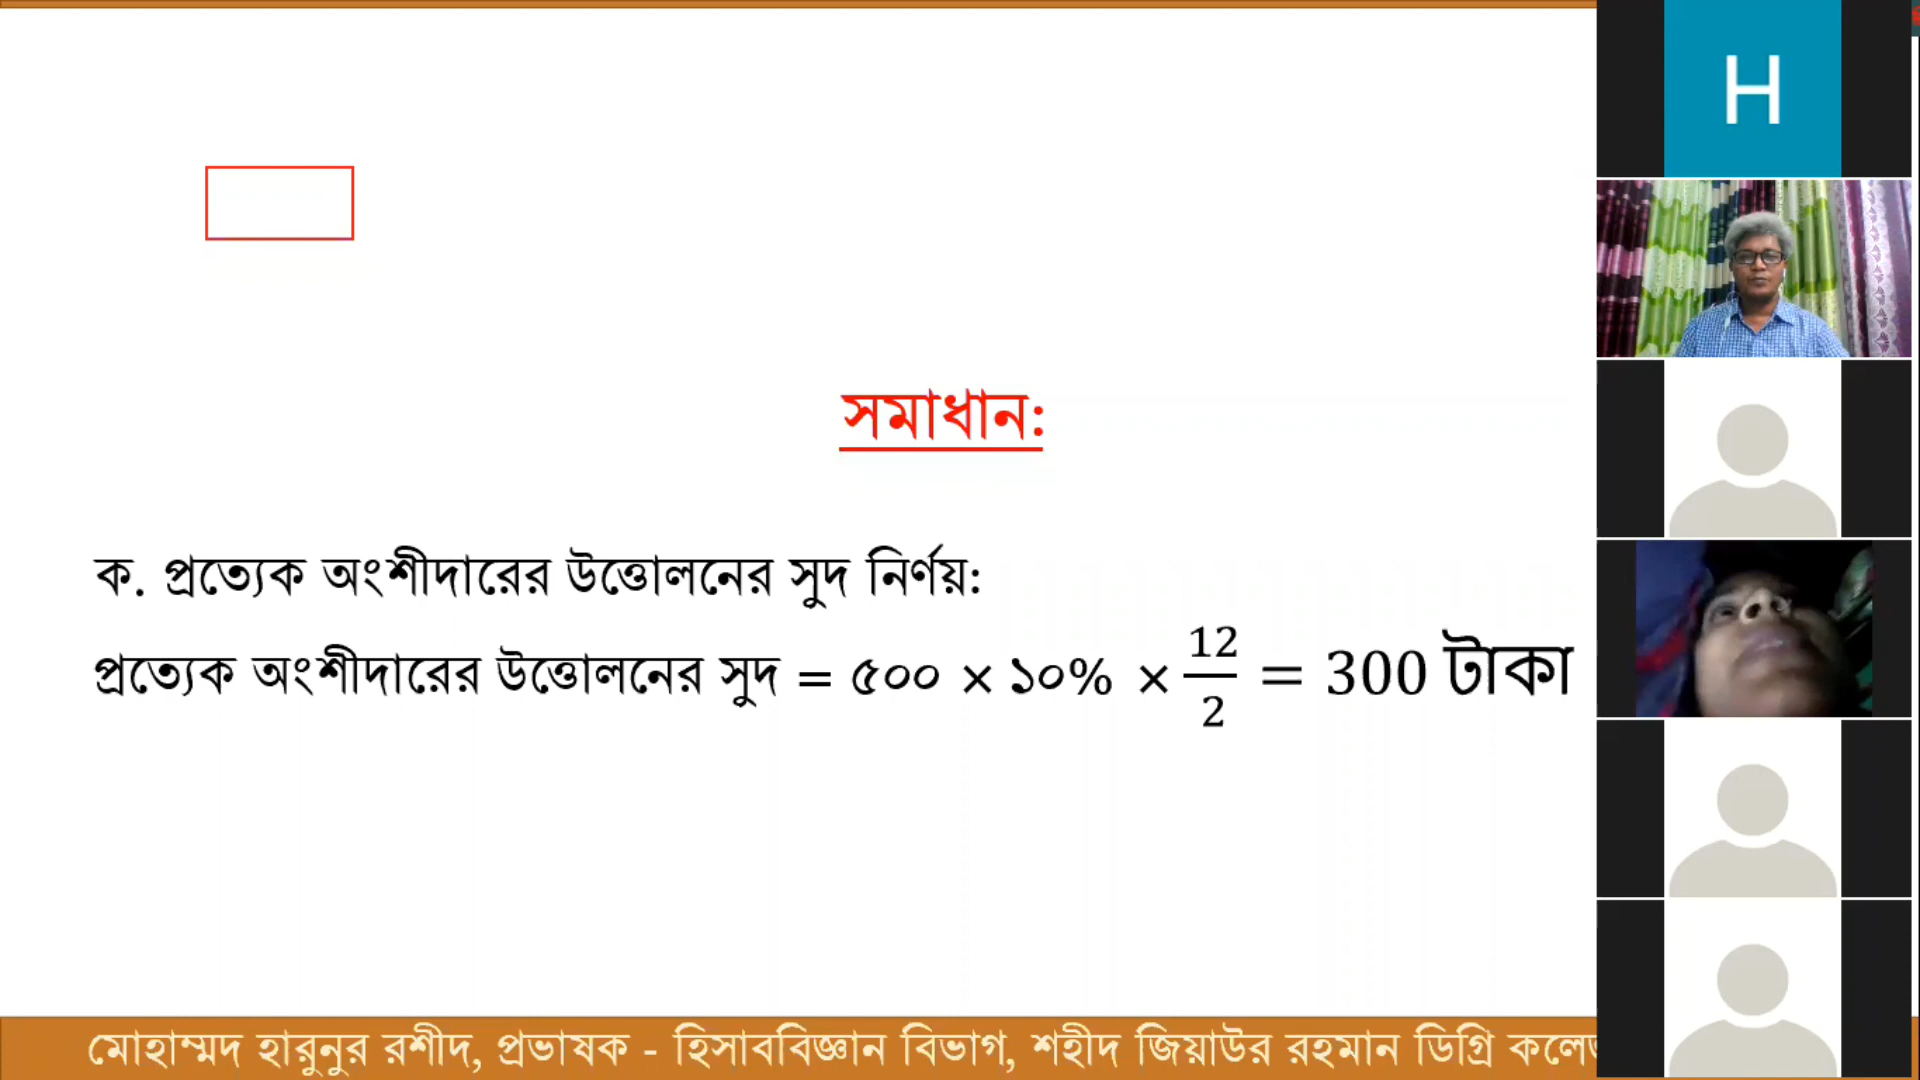 H
সমাধান:
ক. প্রত্যেক অংশীদারের উত্তোলনের সুদ নির্ণয়:
প্রত্যেক অংশীদারের উত্তোলনের সুদ = ৫০০ × ১০% × 12/2 = 300 টাকা
মোহাম্মদ হারুনুর রশীদ, প্রভাষক - হিসাববিজ্ঞান বিভাগ, শহীদ জিয়াউর রহমান ডিগ্রি